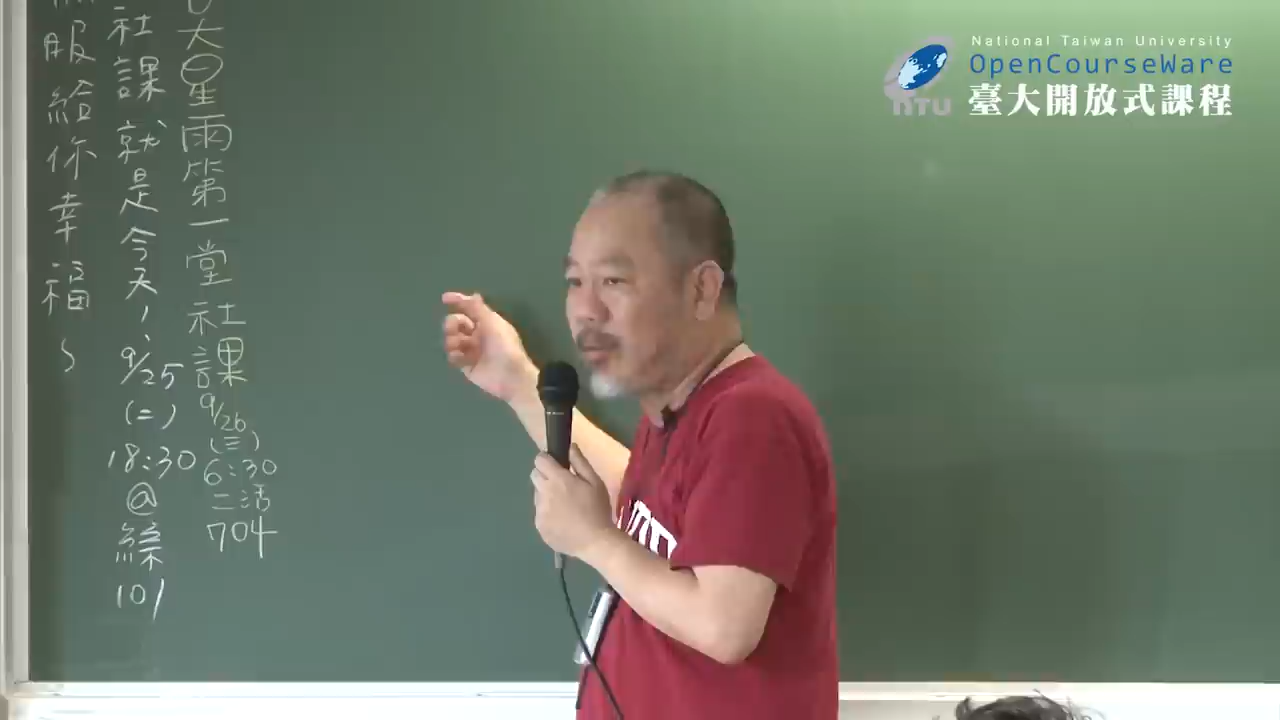 National Taiwan University
OpenCourseWare
臺大開放式課程
NTU
大星雨第一堂社課
9/26
(三)
6:30
二活
704
社課就是今天!
9/25
(二)
18:30
@
綜
101
服給你幸福~